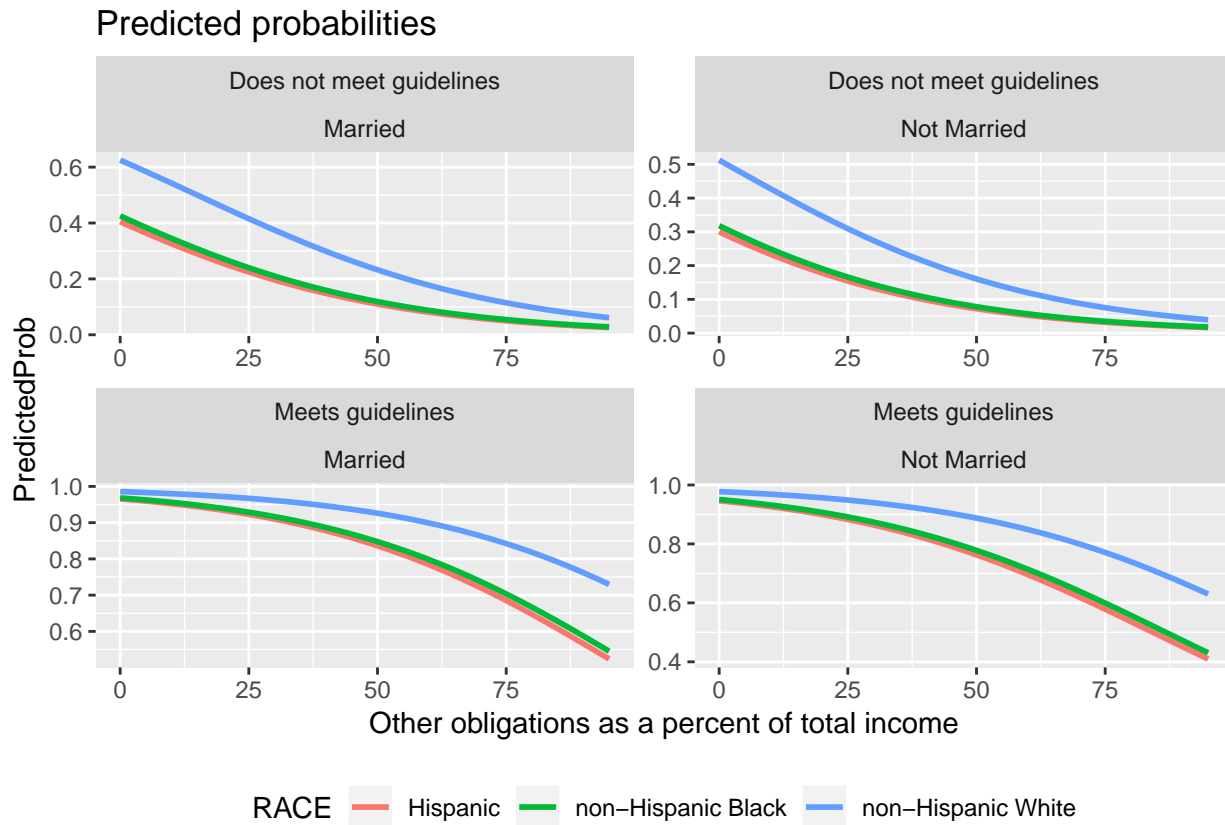 Predicted probabilities
Does not meet guidelines
Married
Does not meet guidelines
Not Married
0.6
0.4
0.2
0.0
0 25 50 75
0.5
0.4
0.3
0.2
0.1
0.0
0 25 50 75
PredictedProb
Meets guidelines
Married
Meets guidelines
Not Married
1.0
0.9
0.8
0.7
0.6
0 25 50 75
1.0
0.8
0.6
0.4
0 25 50 75
Other obligations as a percent of total income
RACE Hispanic non−Hispanic Black non−Hispanic White